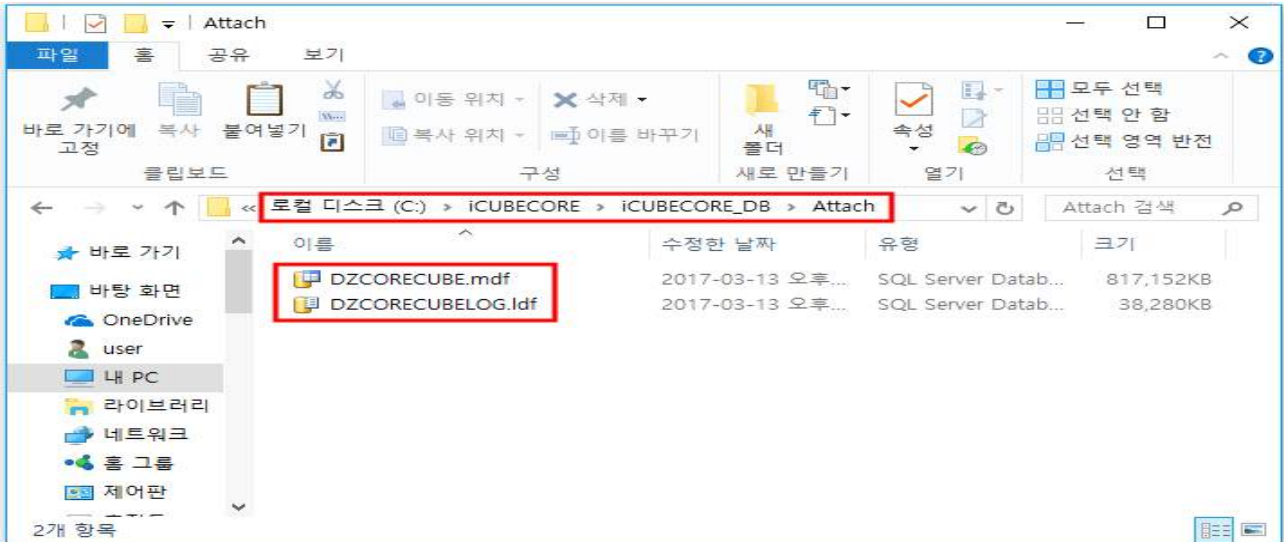 Attach
파일 홈 공유 보기
바로 가기에 고정 복사 붙여넣기
이동 위치 삭제
복사 위치 이름 바꾸기
새 폴더
속성
모두 선택
선택 안 함
선택 영역 반전
클립보드 구성 새로 만들기 열기 선택
« 로컬 디스크 (C:) > iCUBECORE > iCUBECORE_DB > Attach Attach 검색
이름 수정한 날짜 유형 크기
DZCORECUBE.mdf 2017-03-13 오후... SQL Server Datab... 817,152KB
DZCORECUBELOG.ldf 2017-03-13 오후... SQL Server Datab... 38,280KB
바로 가기
바탕 화면
OneDrive
user
내 PC
라이브러리
네트워크
홈 그룹
제어판
2개 항목